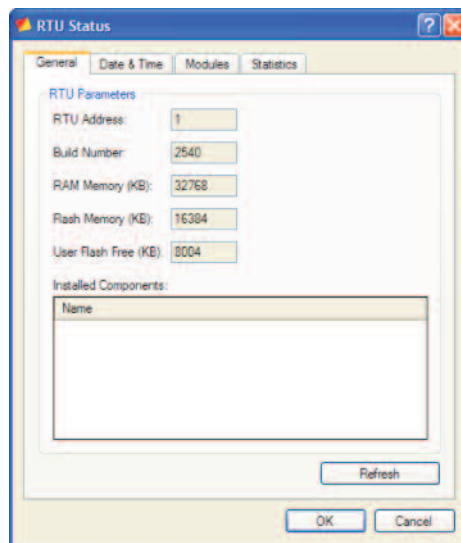 RTU Status
General Date & Time Modules Statistics
RTU Parameters
RTU Address: 1
Build Number: 2540
RAM Memory (KB): 32768
Flash Memory (KB): 16384
User Flash Free (KB): 8004
Installed Components:
Name
Refresh
OK Cancel